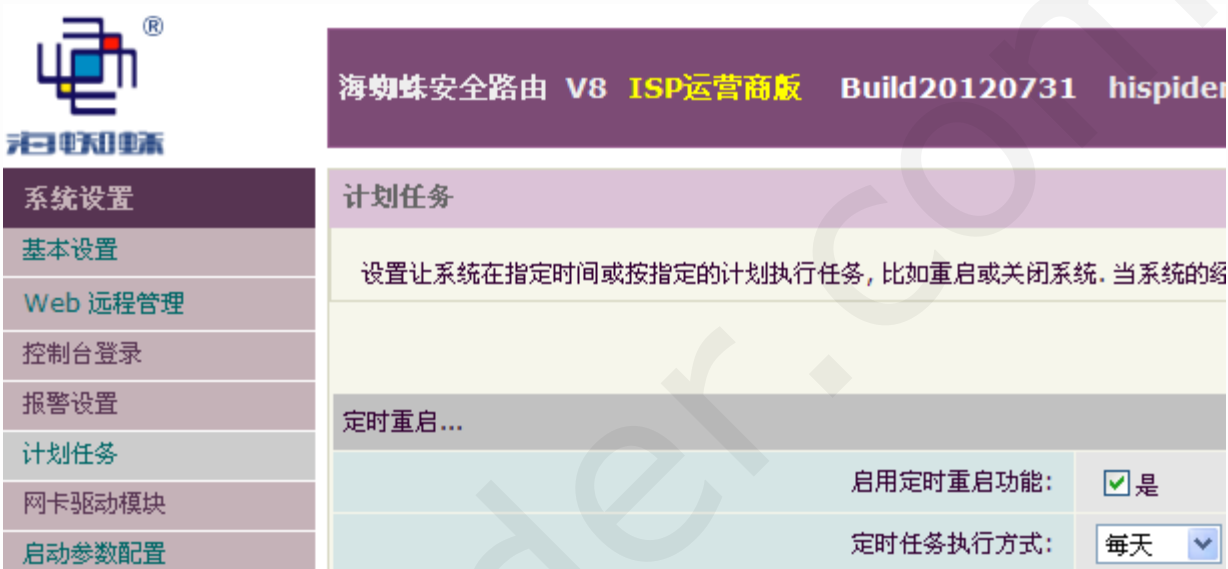 ®
海蜘蛛
海蜘蛛安全路由 V8 ISP运营商版 Build20120731 hispider
系统设置
基本设置
Web 远程管理
控制台登录
报警设置
计划任务
网卡驱动模块
启动参数配置
计划任务
设置让系统在指定时间或按指定的计划执行任务, 比如重启或关闭系统. 当系统的经
定时重启...
启用定时重启功能: 是
定时任务执行方式: 每天
der.com